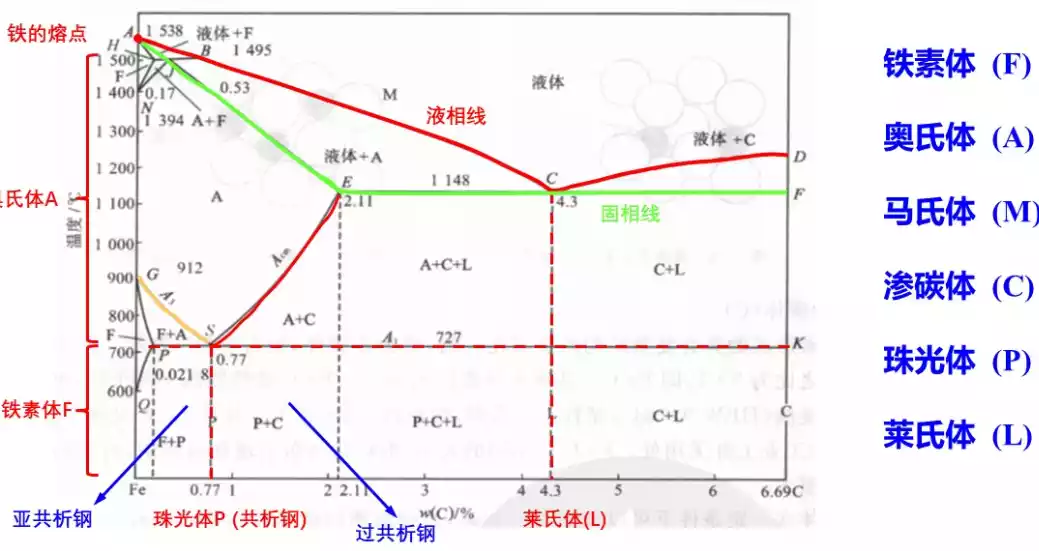 铁的熔点
A
1 538
液体+F
H
B
1 495
1 500
F
1 400
0.17
0.53
N
1 394
A+F
M
液体
液相线
液体+C
D
1 300
1 200
液体+A
E
1 148
C
F
2.11
4.3
固相线
1 100
氏体A
温度/℃
A
1 000
G
912
A3
Acm
A+C+L
C+L
900
800
F
F+A
S
A+C
A1
727
K
700
P
0.77
0.021 8
600
Q
铁素体F
P
P+C
P+C+L
L
C+L
F+P
Fe
0.77
1
2
2.11
3
4
4.3
5
6
6.69C
w(C)/%
亚共析钢
珠光体P (共析钢)
过共析钢
莱氏体(L)
铁素体 (F)
奥氏体 (A)
马氏体 (M)
渗碳体 (C)
珠光体 (P)
莱氏体 (L)